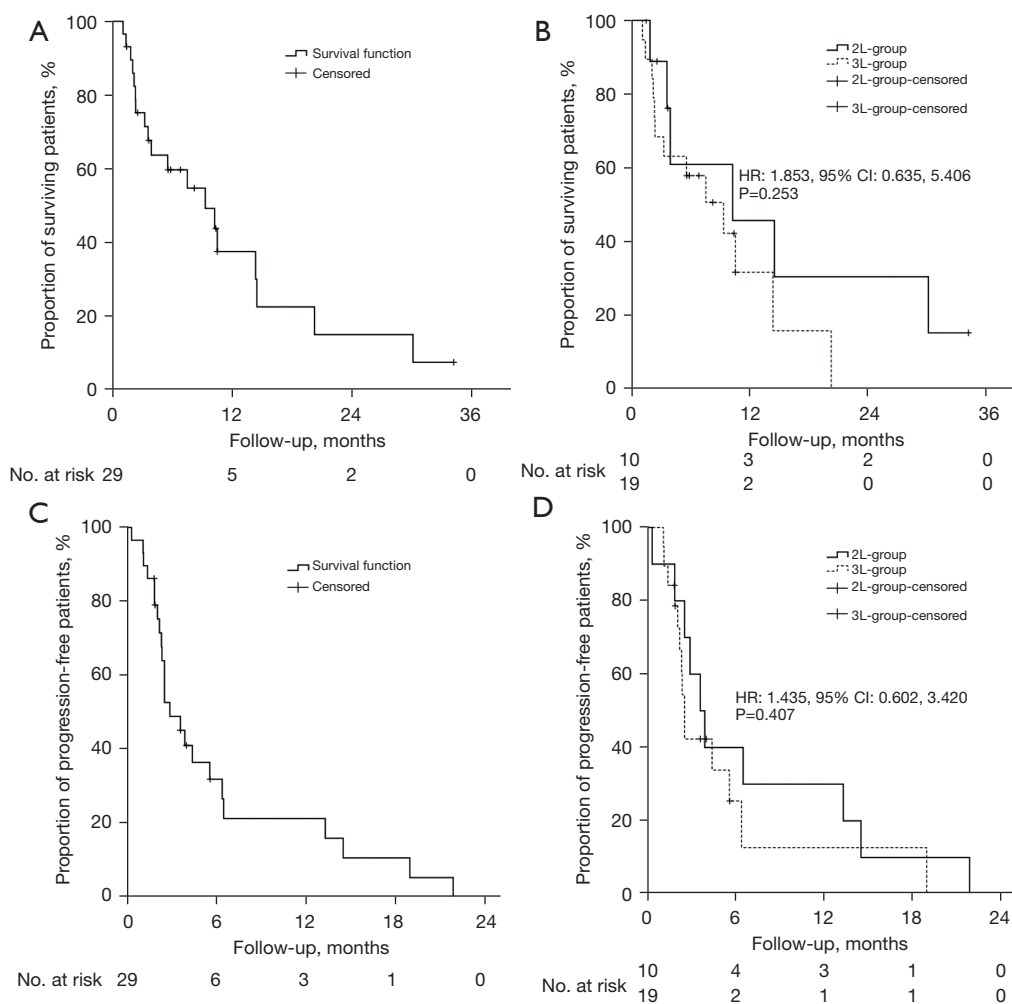 A
Proportion of surviving patients, %
100
80
60
40
20
0
Survival function
Censored
0 12 24 36
Follow-up, months
No. at risk 29 5 2 0
B
Proportion of surviving patients, %
100
80
60
40
20
0
2L-group
3L-group
2L-group-censored
3L-group-censored
HR: 1.853, 95% CI: 0.635, 5.406
P=0.253
0 12 24 36
Follow-up, months
No. at risk
10 3 2 0
19 2 0 0
C
Proportion of progression-free patients, %
100
80
60
40
20
0
Survival function
Censored
0 6 12 18 24
Follow-up, months
No. at risk 29 6 3 1 0
D
Proportion of progression-free patients, %
100
80
60
40
20
0
2L-group
3L-group
2L-group-censored
3L-group-censored
HR: 1.435, 95% CI: 0.602, 3.420
P=0.407
0 6 12 18 24
Follow-up, months
No. at risk
10 4 3 1 0
19 2 1 1 0